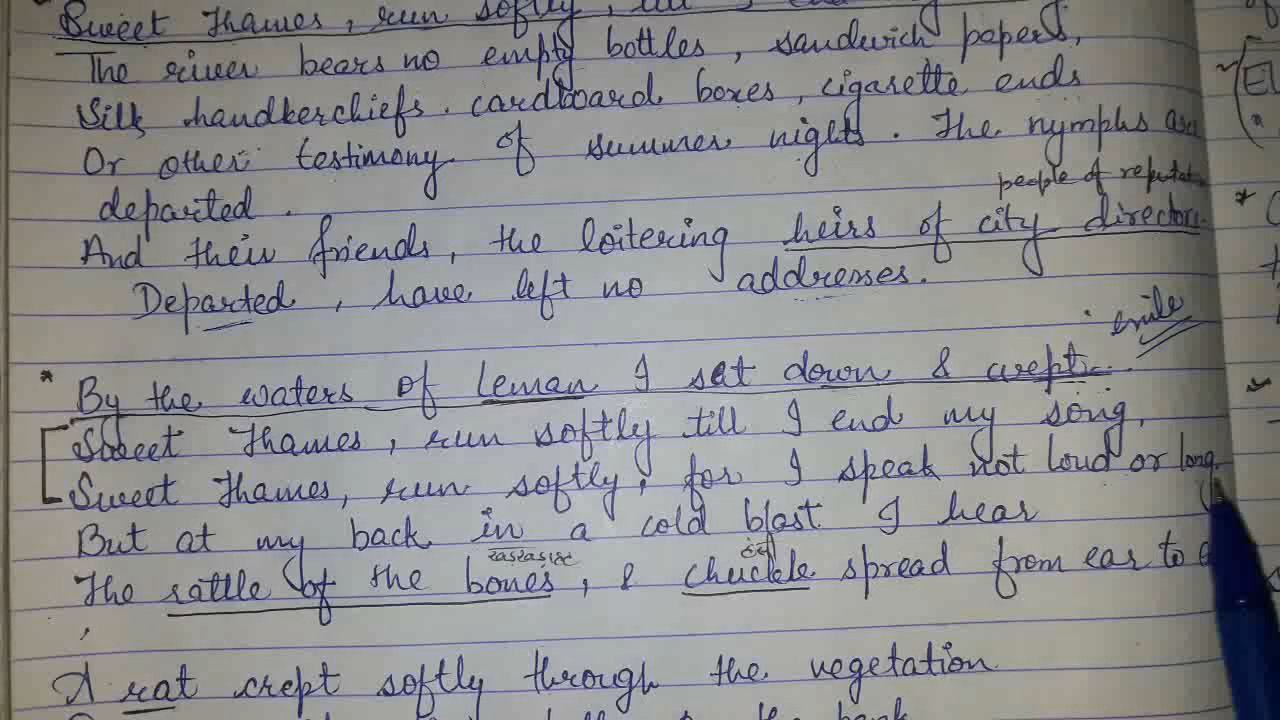 Sweet Thames, run softly, till I end
The river bears no empty bottles, sandwich papers,
Silk handkerchiefs. cardboard boxes, cigarette ends
Or other testimony of summer nights. The nymphs are
people of reputat
departed.
And their friends, the loitering heirs of city directors
Departed, have left no addresses.
exile
* By the waters of Leman I sat down & wept..
Sweet Thames, run softly till I end my song,
Sweet Thames, run softly, for I speak not loud or long.
But at my back in a cold blast I hear
The rattle of the bones, & chuckle spread from ear to
A rat crept softly through the vegetation
the bank